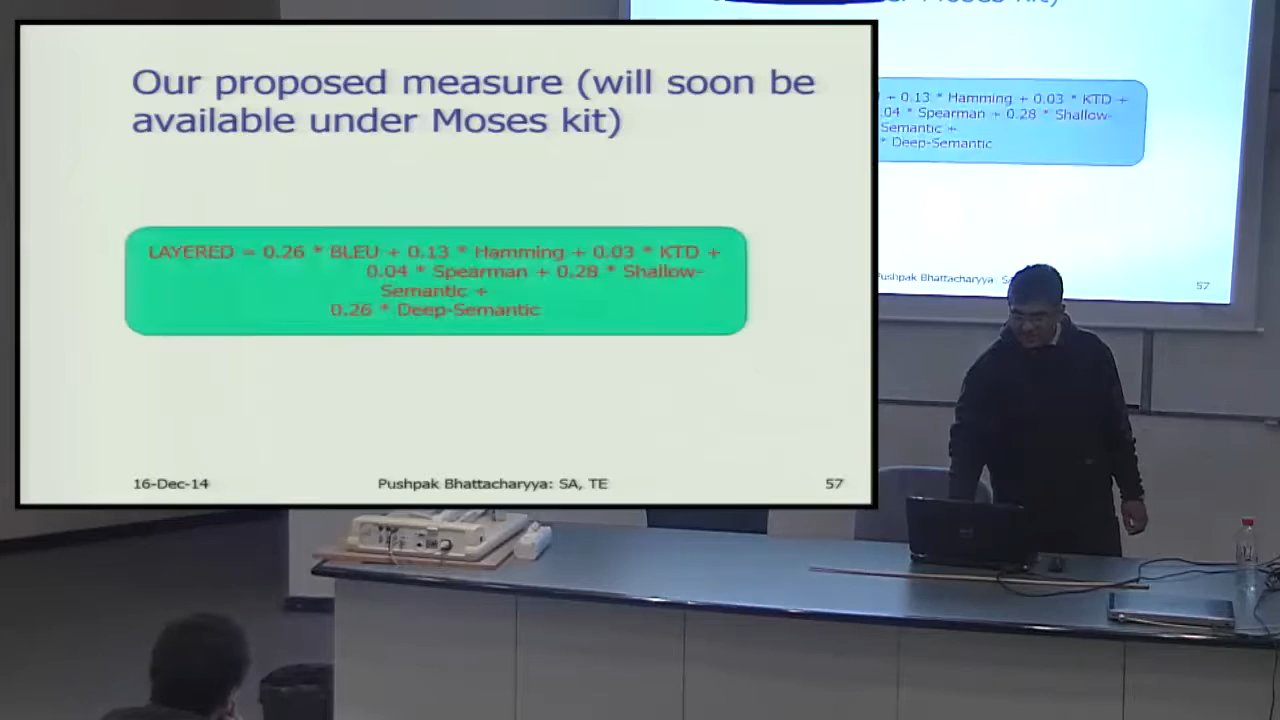 Our proposed measure (will soon be
available under Moses kit)
LAYERED = 0.26 * BLEU + 0.13 * Hamming + 0.03 * KTD +
0.04 * Spearman + 0.28 * Shallow-
Semantic +
0.26 * Deep-Semantic
16-Dec-14
Pushpak Bhattacharyya: SA, TE
57
Moses kit)
+ 0.13 * Hamming + 0.03 * KTD +
.04 * Spearman + 0.28 * Shallow-
Semantic +
* Deep-Semantic
Pushpak Bhattacharyya:
57